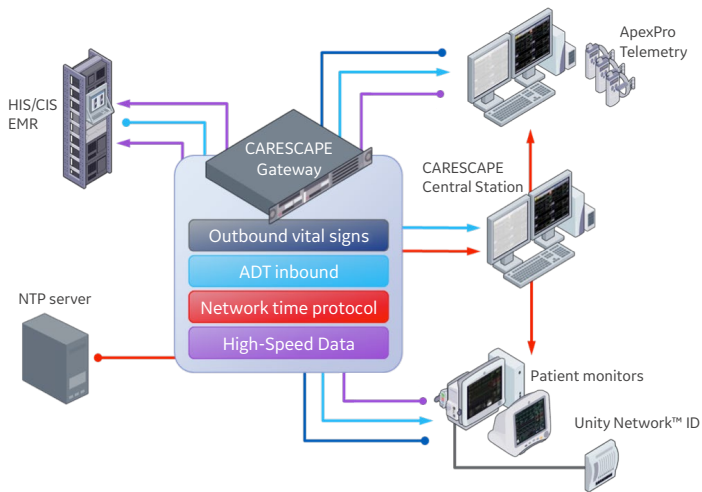 ApexPro
Telemetry
HIS/CIS
EMR
CARESCAPE
Gateway
CARESCAPE
Central Station
Outbound vital signs
ADT inbound
Network time protocol
High-Speed Data
NTP server
Patient monitors
Unity Network™ ID